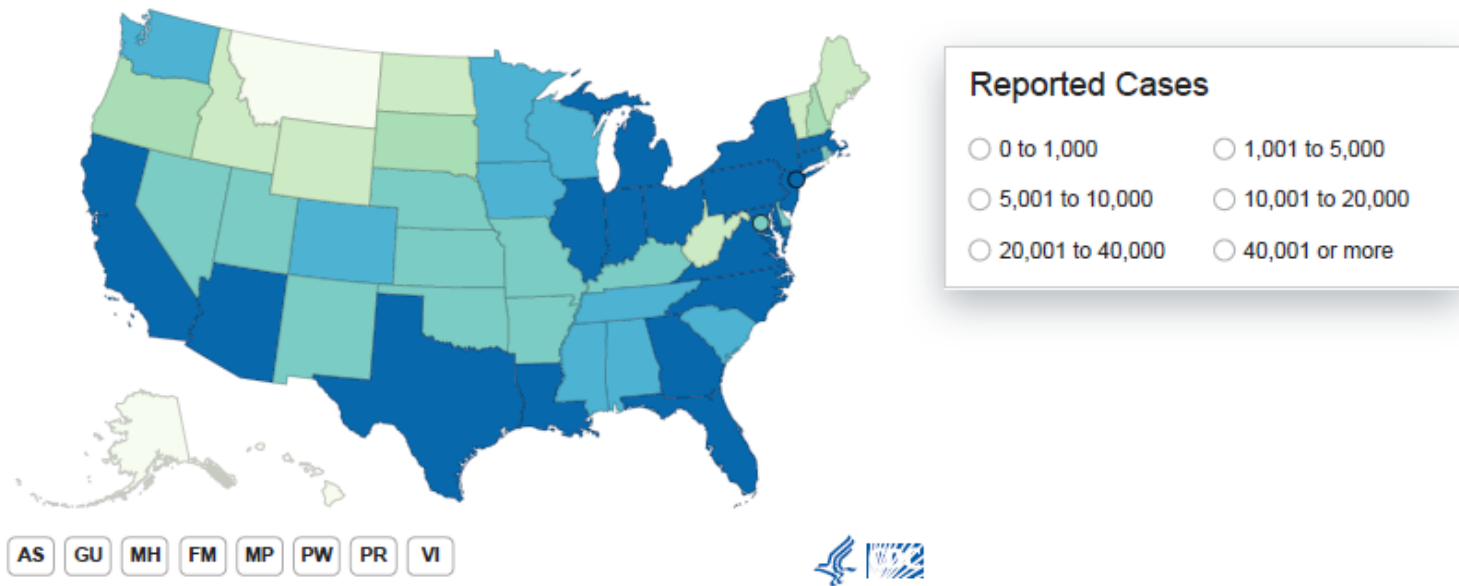 Reported Cases
0 to 1,000 1,001 to 5,000
5,001 to 10,000 10,001 to 20,000
20,001 to 40,000 40,001 or more
AS GU MH FM MP PW PR VI
CDC